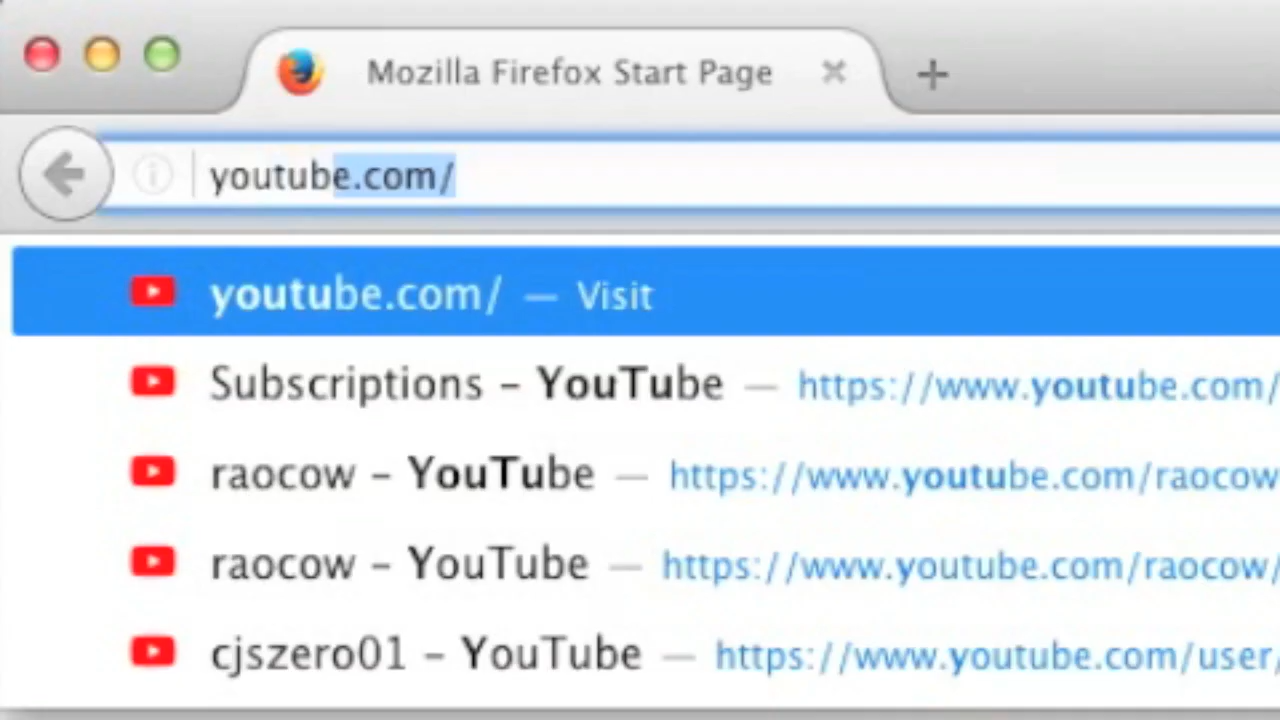 Mozilla Firefox Start Page
youtube.com/
youtube.com/ — Visit
Subscriptions – YouTube — https://www.youtube.com/
raocow – YouTube — https://www.youtube.com/raocow
raocow – YouTube — https://www.youtube.com/raocow/
cjszero01 – YouTube — https://www.youtube.com/user/